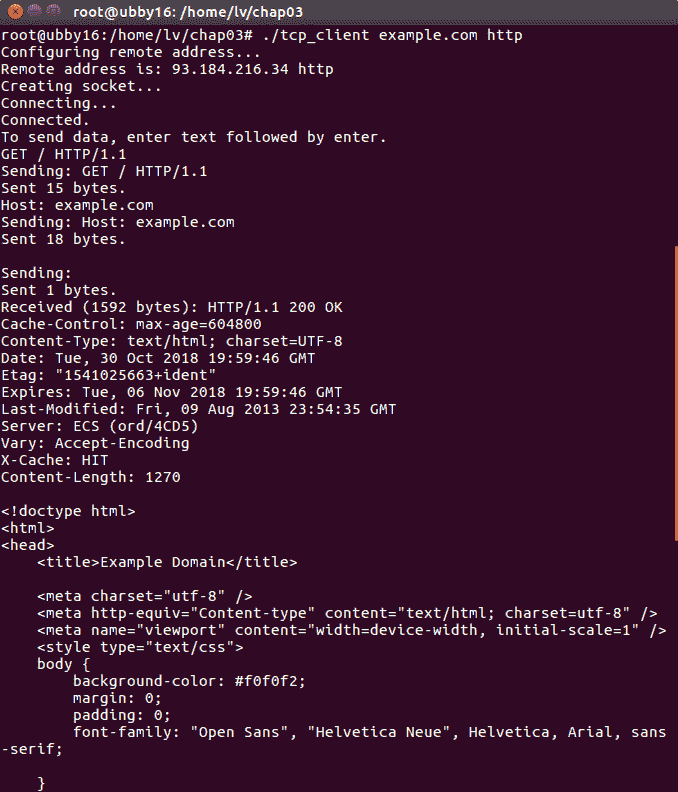 root@ubby16: /home/lv/chap03
root@ubby16:/home/lv/chap03# ./tcp_client example.com http
Configuring remote address...
Remote address is: 93.184.216.34 http
Creating socket...
Connecting...
Connected.
To send data, enter text followed by enter.
GET / HTTP/1.1
Sending: GET / HTTP/1.1
Sent 15 bytes.
Host: example.com
Sending: Host: example.com
Sent 18 bytes.

Sending:
Sent 1 bytes.
Received (1592 bytes): HTTP/1.1 200 OK
Cache-Control: max-age=604800
Content-Type: text/html; charset=UTF-8
Date: Tue, 30 Oct 2018 19:59:46 GMT
Etag: "1541025663+ident"
Expires: Tue, 06 Nov 2018 19:59:46 GMT
Last-Modified: Fri, 09 Aug 2013 23:54:35 GMT
Server: ECS (ord/4CD5)
Vary: Accept-Encoding
X-Cache: HIT
Content-Length: 1270

<!doctype html>
<html>
<head>
    <title>Example Domain</title>

    <meta charset="utf-8" />
    <meta http-equiv="Content-type" content="text/html; charset=utf-8" />
    <meta name="viewport" content="width=device-width, initial-scale=1" />
    <style type="text/css">
    body {
        background-color: #f0f0f2;
        margin: 0;
        padding: 0;
        font-family: "Open Sans", "Helvetica Neue", Helvetica, Arial, sans
-serif;

    }